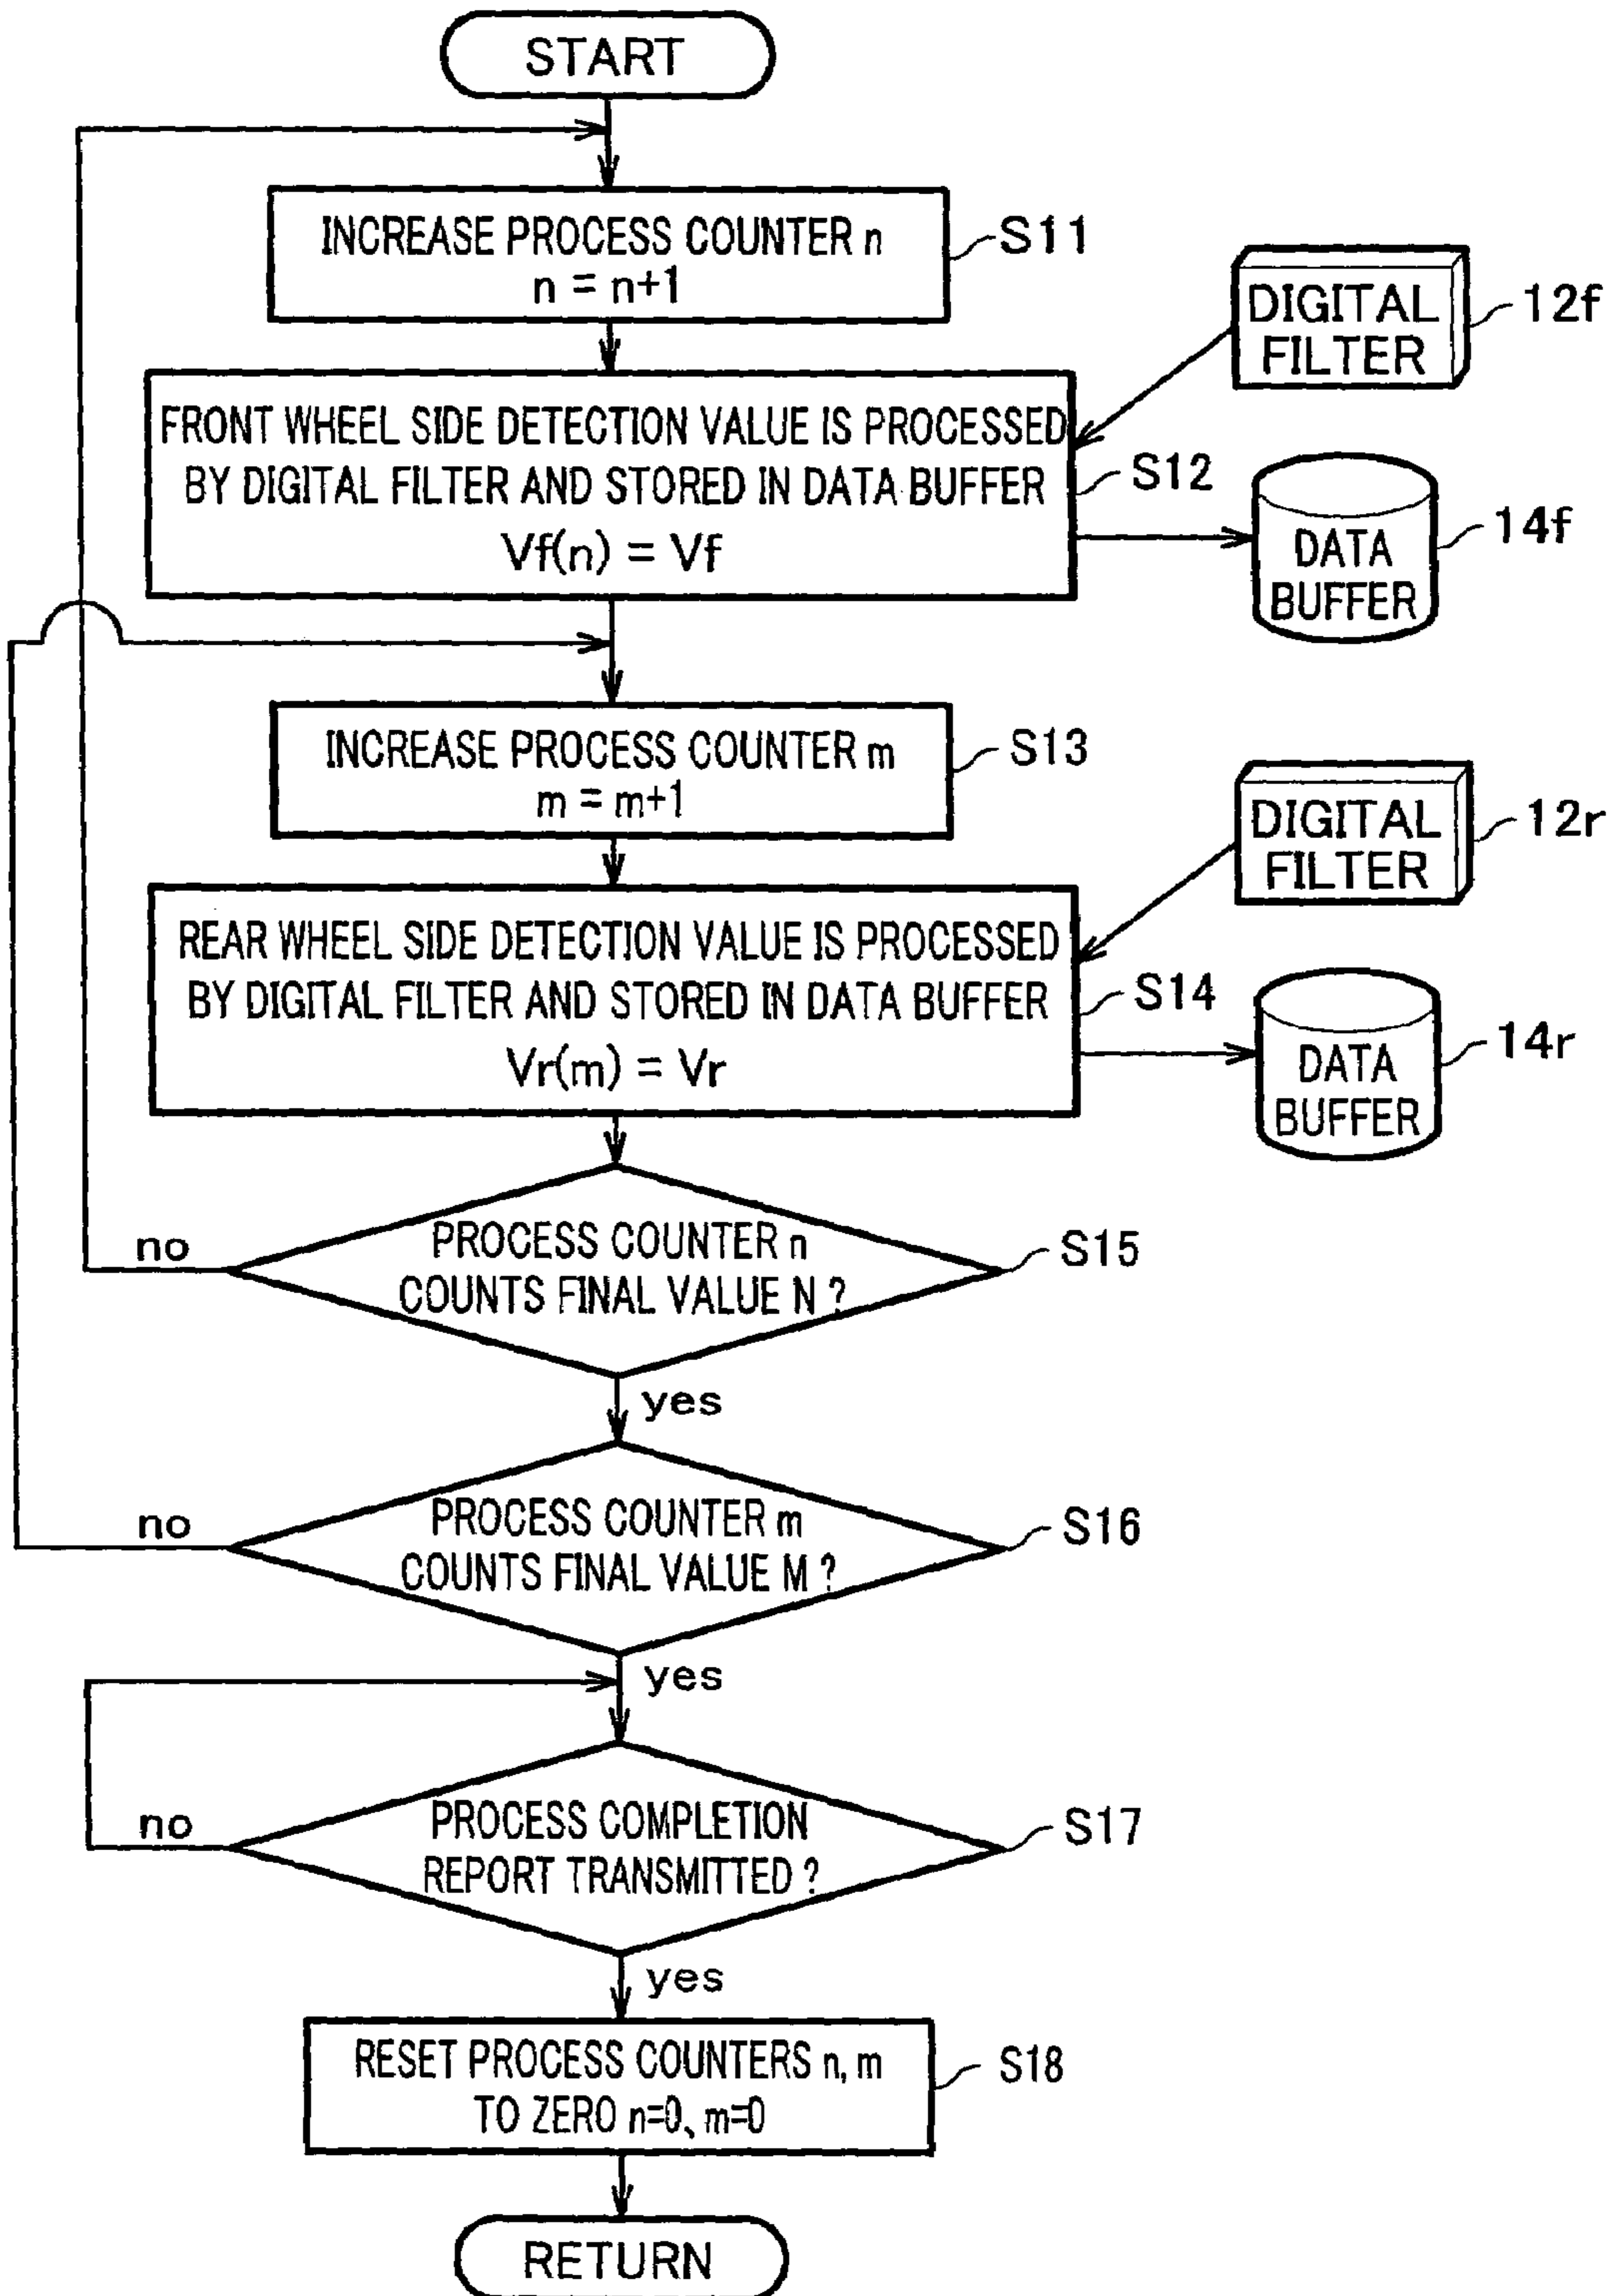 START
INCREASE PROCESS COUNTER n
n = n+1
S11
DIGITAL
FILTER
12f
FRONT WHEEL SIDE DETECTION VALUE IS PROCESSED
BY DIGITAL FILTER AND STORED IN DATA BUFFER
Vf(n) = Vf
S12
DATA
BUFFER
14f
INCREASE PROCESS COUNTER m
m = m+1
S13
DIGITAL
FILTER
12r
REAR WHEEL SIDE DETECTION VALUE IS PROCESSED
BY DIGITAL FILTER AND STORED IN DATA BUFFER
Vr(m) = Vr
S14
DATA
BUFFER
14r
no
PROCESS COUNTER n
COUNTS FINAL VALUE N ?
S15
yes
no
PROCESS COUNTER m
COUNTS FINAL VALUE M ?
S16
yes
no
PROCESS COMPLETION
REPORT TRANSMITTED ?
S17
yes
RESET PROCESS COUNTERS n, m
TO ZERO n=0, m=0
S18
RETURN